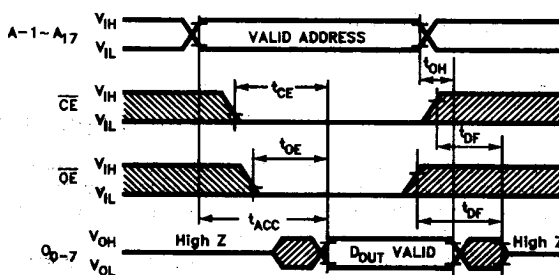 A-1~A17 VIH VALID ADDRESS
VIL
tOH
CE VIH tCE
VIL tDF
OE VIH tOE
VIL
tACC tDF
O0-7 VOH High Z DOUT VALID High Z
VOL